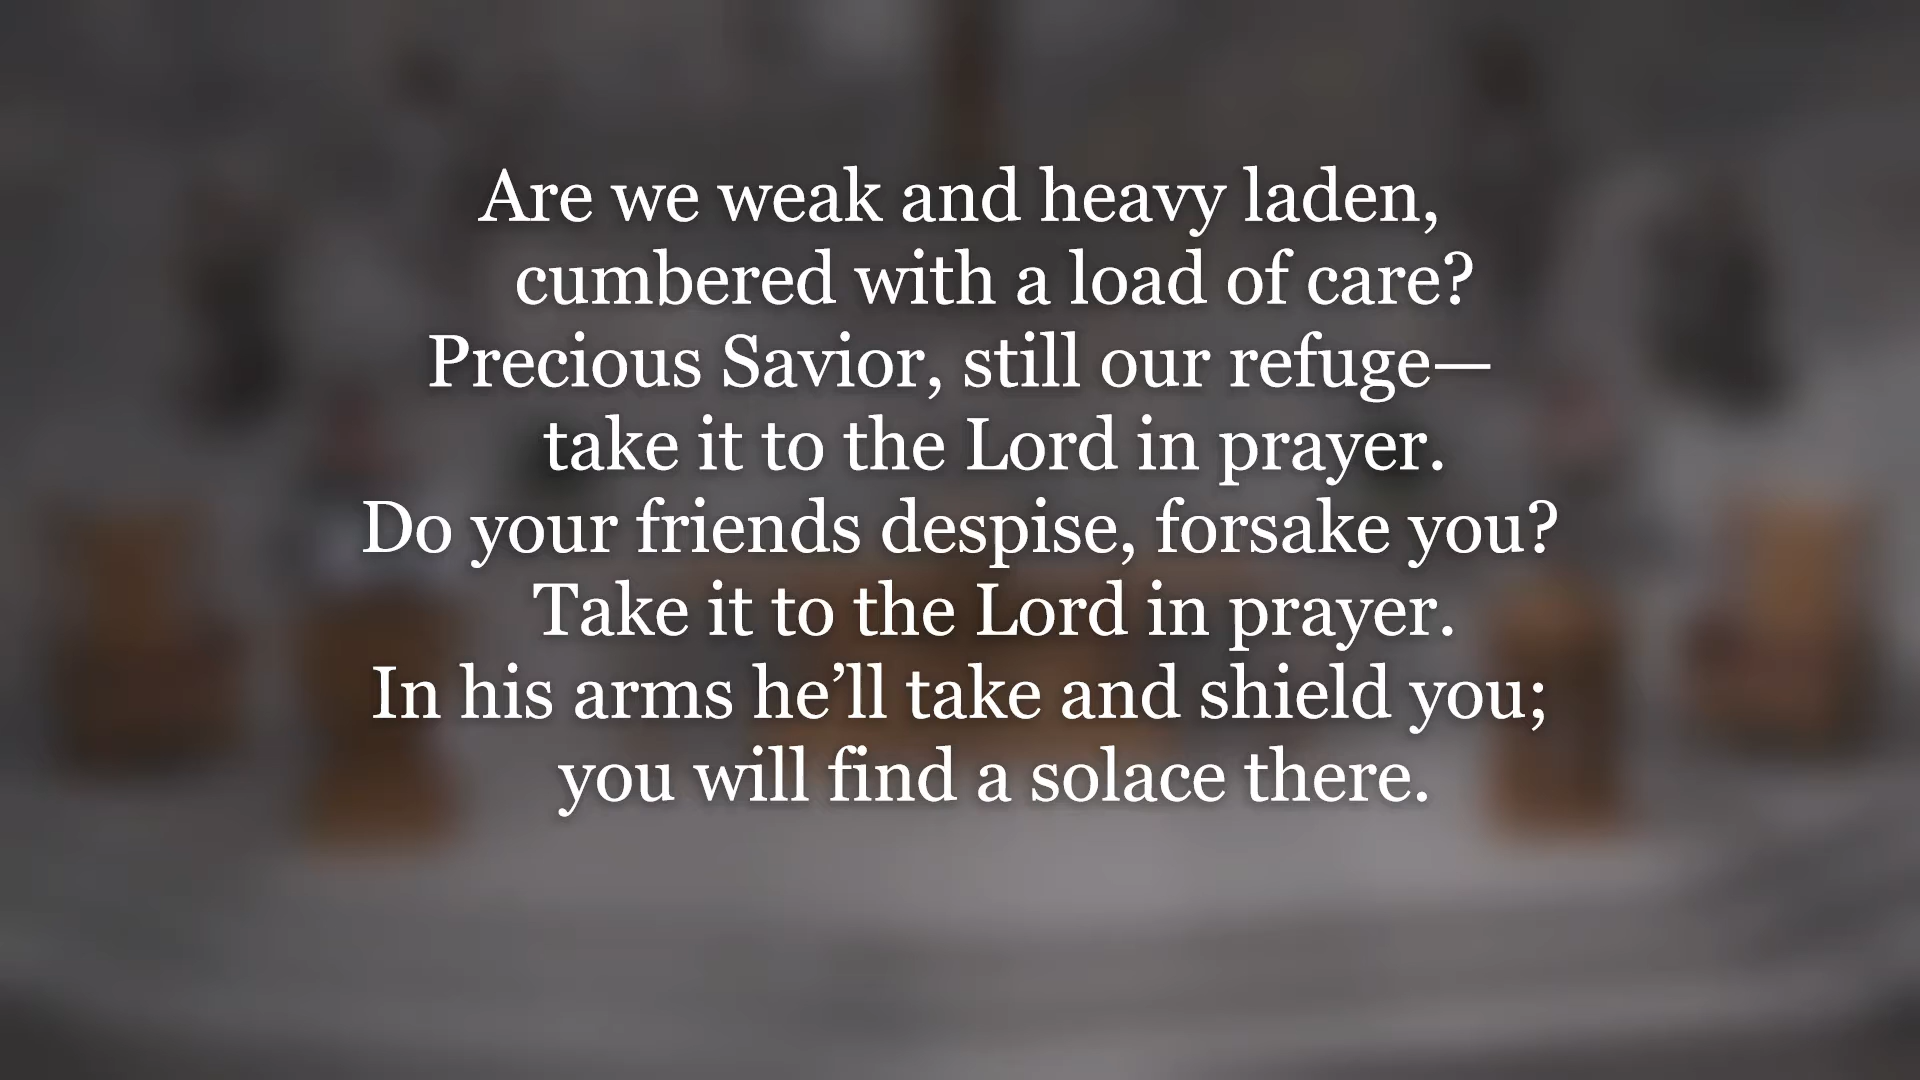 Are we weak and heavy laden,
cumbered with a load of care?
Precious Savior, still our refuge—
take it to the Lord in prayer.
Do your friends despise, forsake you?
Take it to the Lord in prayer.
In his arms he’ll take and shield you;
you will find a solace there.